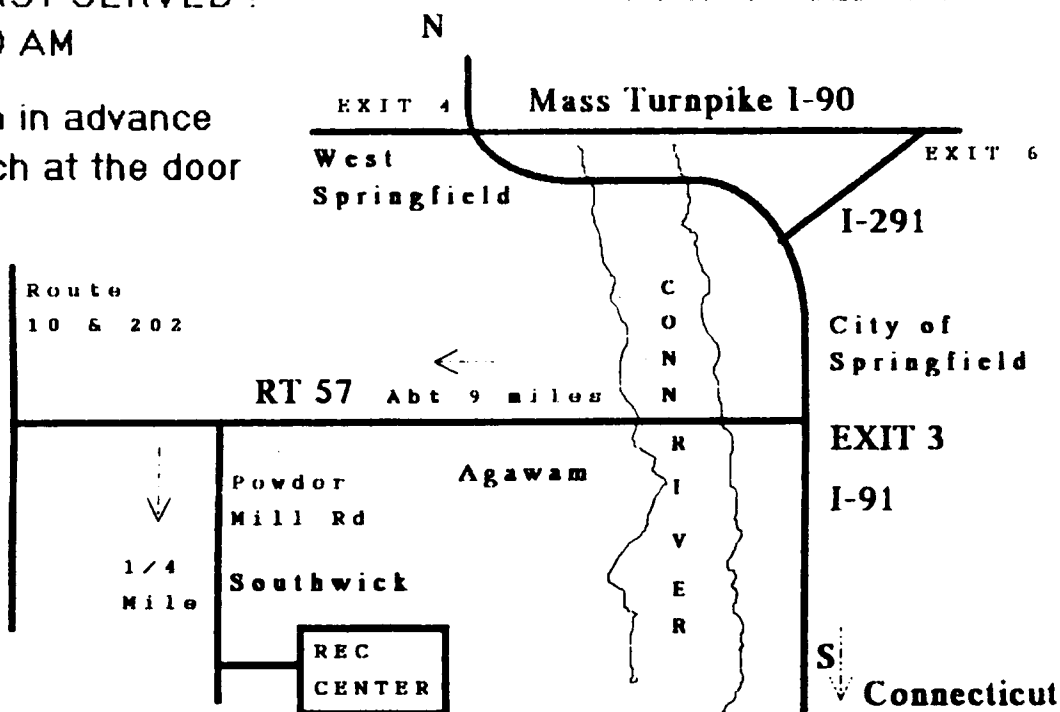 N
AM
in advance
at the door
EXIT 4
Mass Turnpike I-90
EXIT 6
West
Springfield
I-291
Route
10 & 202
CONN RIVER
City of
Springfield
RT 57 Abt 9 miles
EXIT 3
I-91
Agawam
Powdor
Mill Rd
1/4
Mile
Southwick
REC
CENTER
S
Connecticut